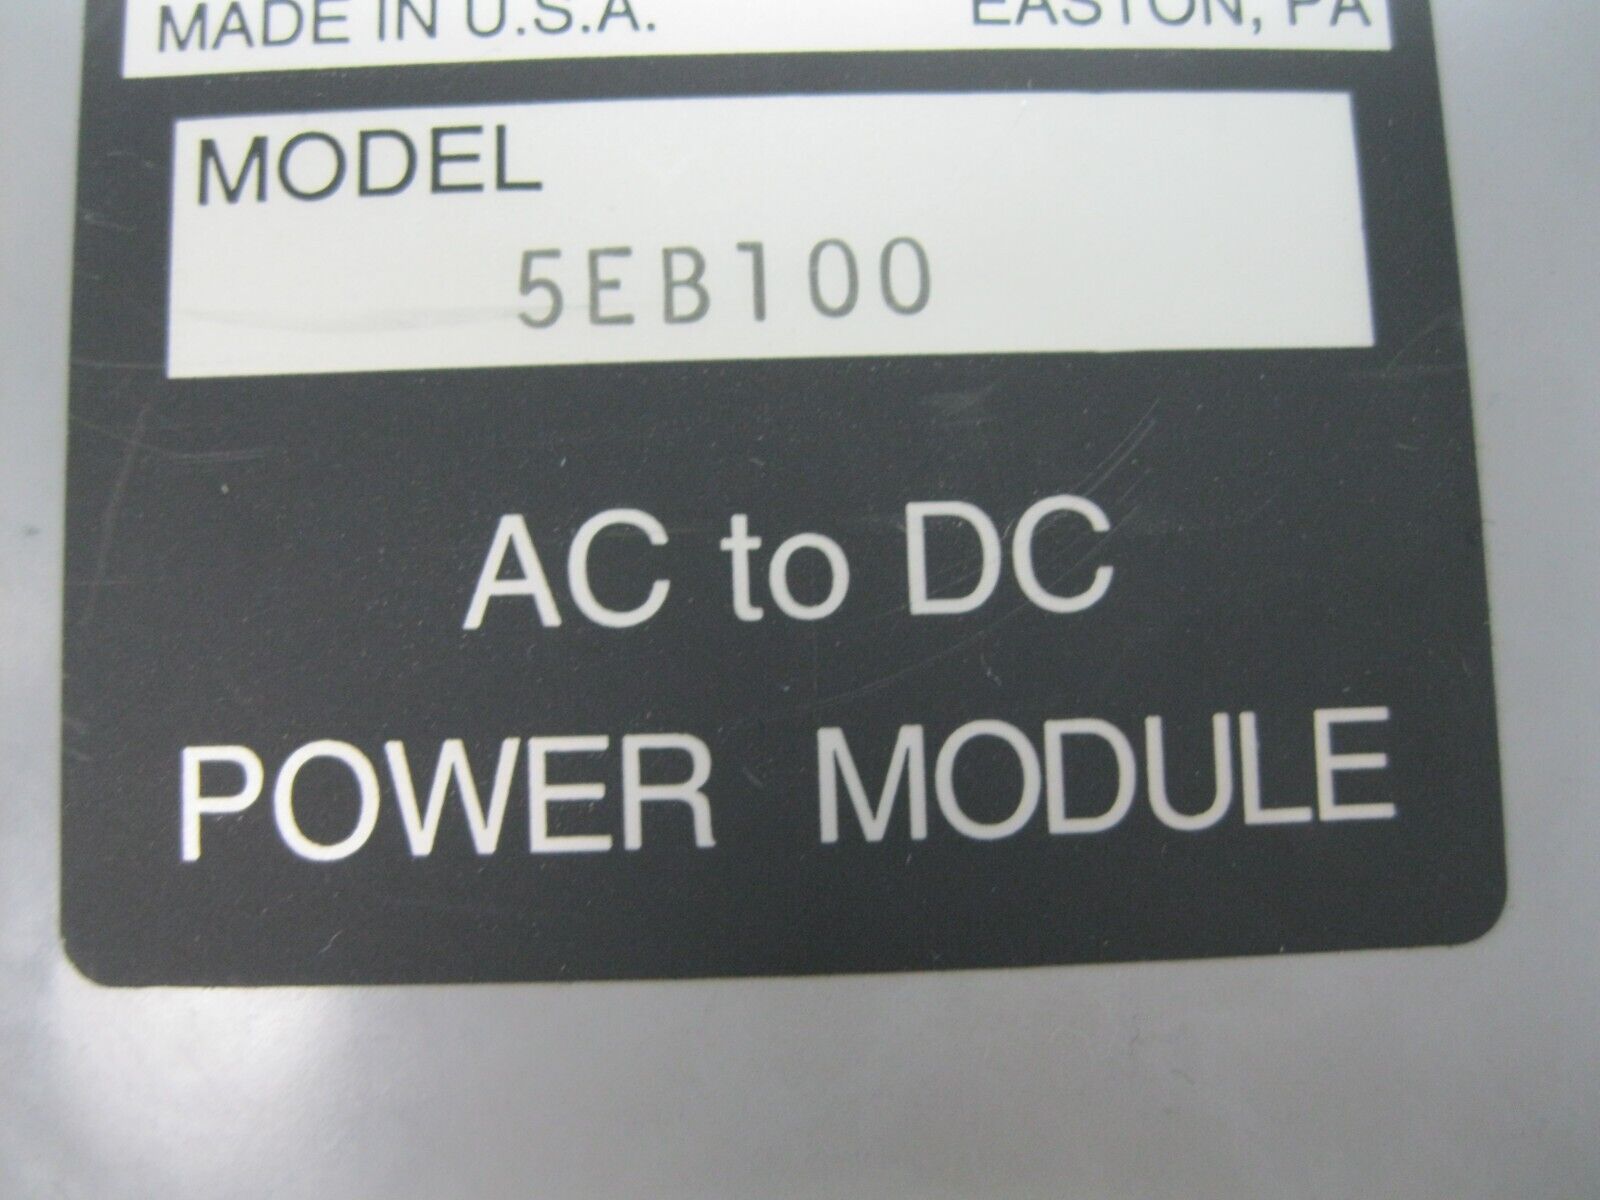 MADE IN U.S.A. EASTON, PA
MODEL
5EB100
AC to DC
POWER MODULE